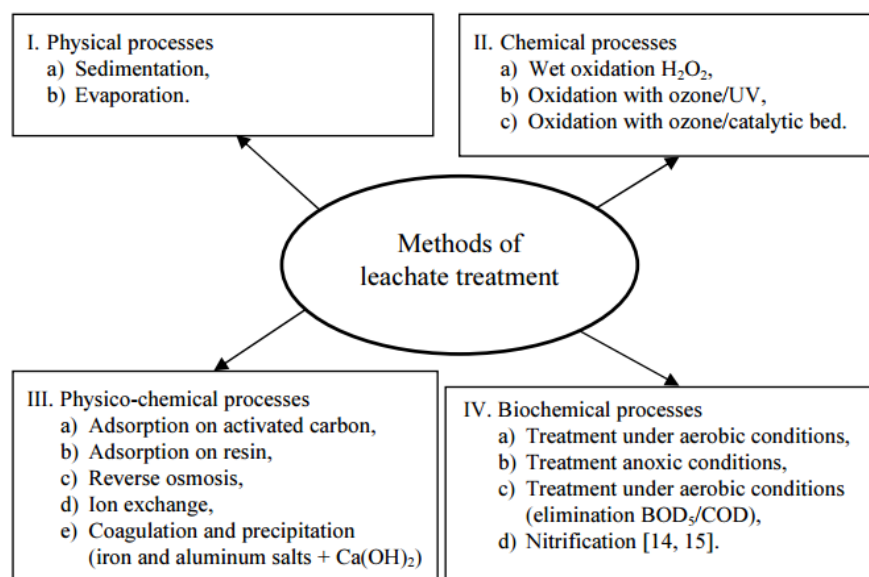 I. Physical processes
a) Sedimentation,
b) Evaporation.
II. Chemical processes
a) Wet oxidation H₂O₂,
b) Oxidation with ozone/UV,
c) Oxidation with ozone/catalytic bed.
Methods of
leachate treatment
III. Physico-chemical processes
a) Adsorption on activated carbon,
b) Adsorption on resin,
c) Reverse osmosis,
d) Ion exchange,
e) Coagulation and precipitation
(iron and aluminum salts + Ca(OH)₂)
IV. Biochemical processes
a) Treatment under aerobic conditions,
b) Treatment anoxic conditions,
c) Treatment under aerobic conditions
(elimination BOD₅/COD),
d) Nitrification [14, 15].